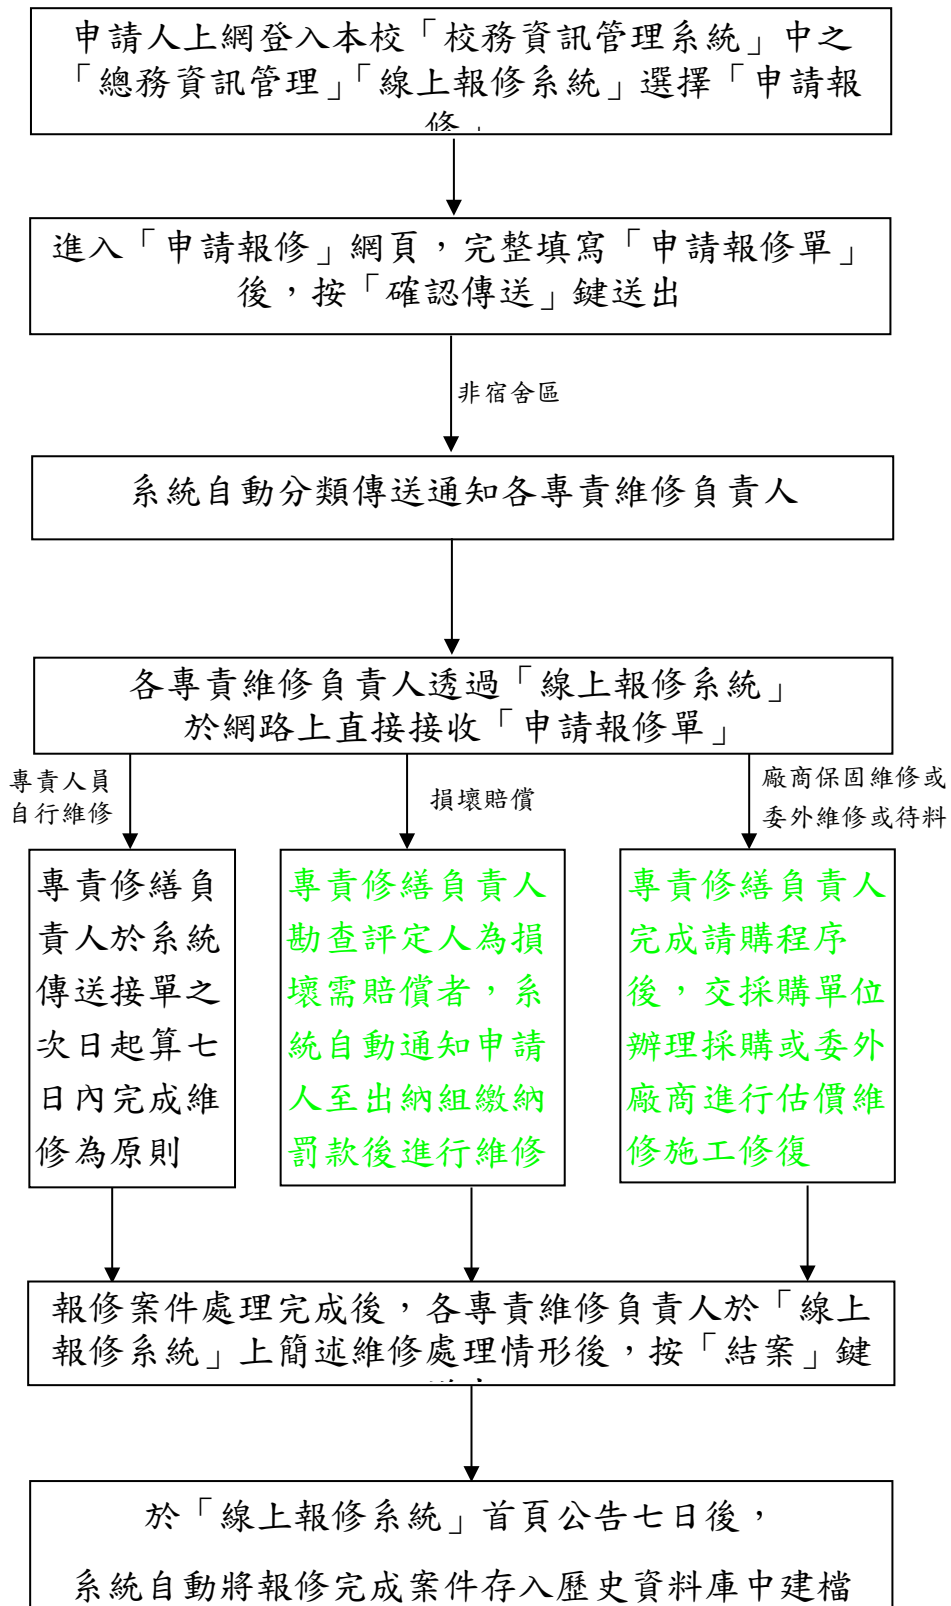 申請人上網登入本校「校務資訊管理系統」中之
「總務資訊管理」「線上報修系統」選擇「申請報
修」
進入「申請報修」網頁，完整填寫「申請報修單」
後，按「確認傳送」鍵送出
非宿舍區
系統自動分類傳送通知各專責維修負責人
各專責維修負責人透過「線上報修系統」
於網路上直接接收「申請報修單」
專責人員
自行維修
損壞賠償
廠商保固維修或
委外維修或待料
專責修繕負
責人於系統
傳送接單之
次日起算七
日內完成維
修為原則
專責修繕負責人
勘查評定人為損
壞需賠償者，系
統自動通知申請
人至出納組繳納
罰款後進行維修
專責修繕負責人
完成請購程序
後，交採購單位
辦理採購或委外
廠商進行估價維
修施工修復
報修案件處理完成後，各專責維修負責人於「線上
報修系統」上簡述維修處理情形後，按「結案」鍵
於「線上報修系統」首頁公告七日後，
系統自動將報修完成案件存入歷史資料庫中建檔